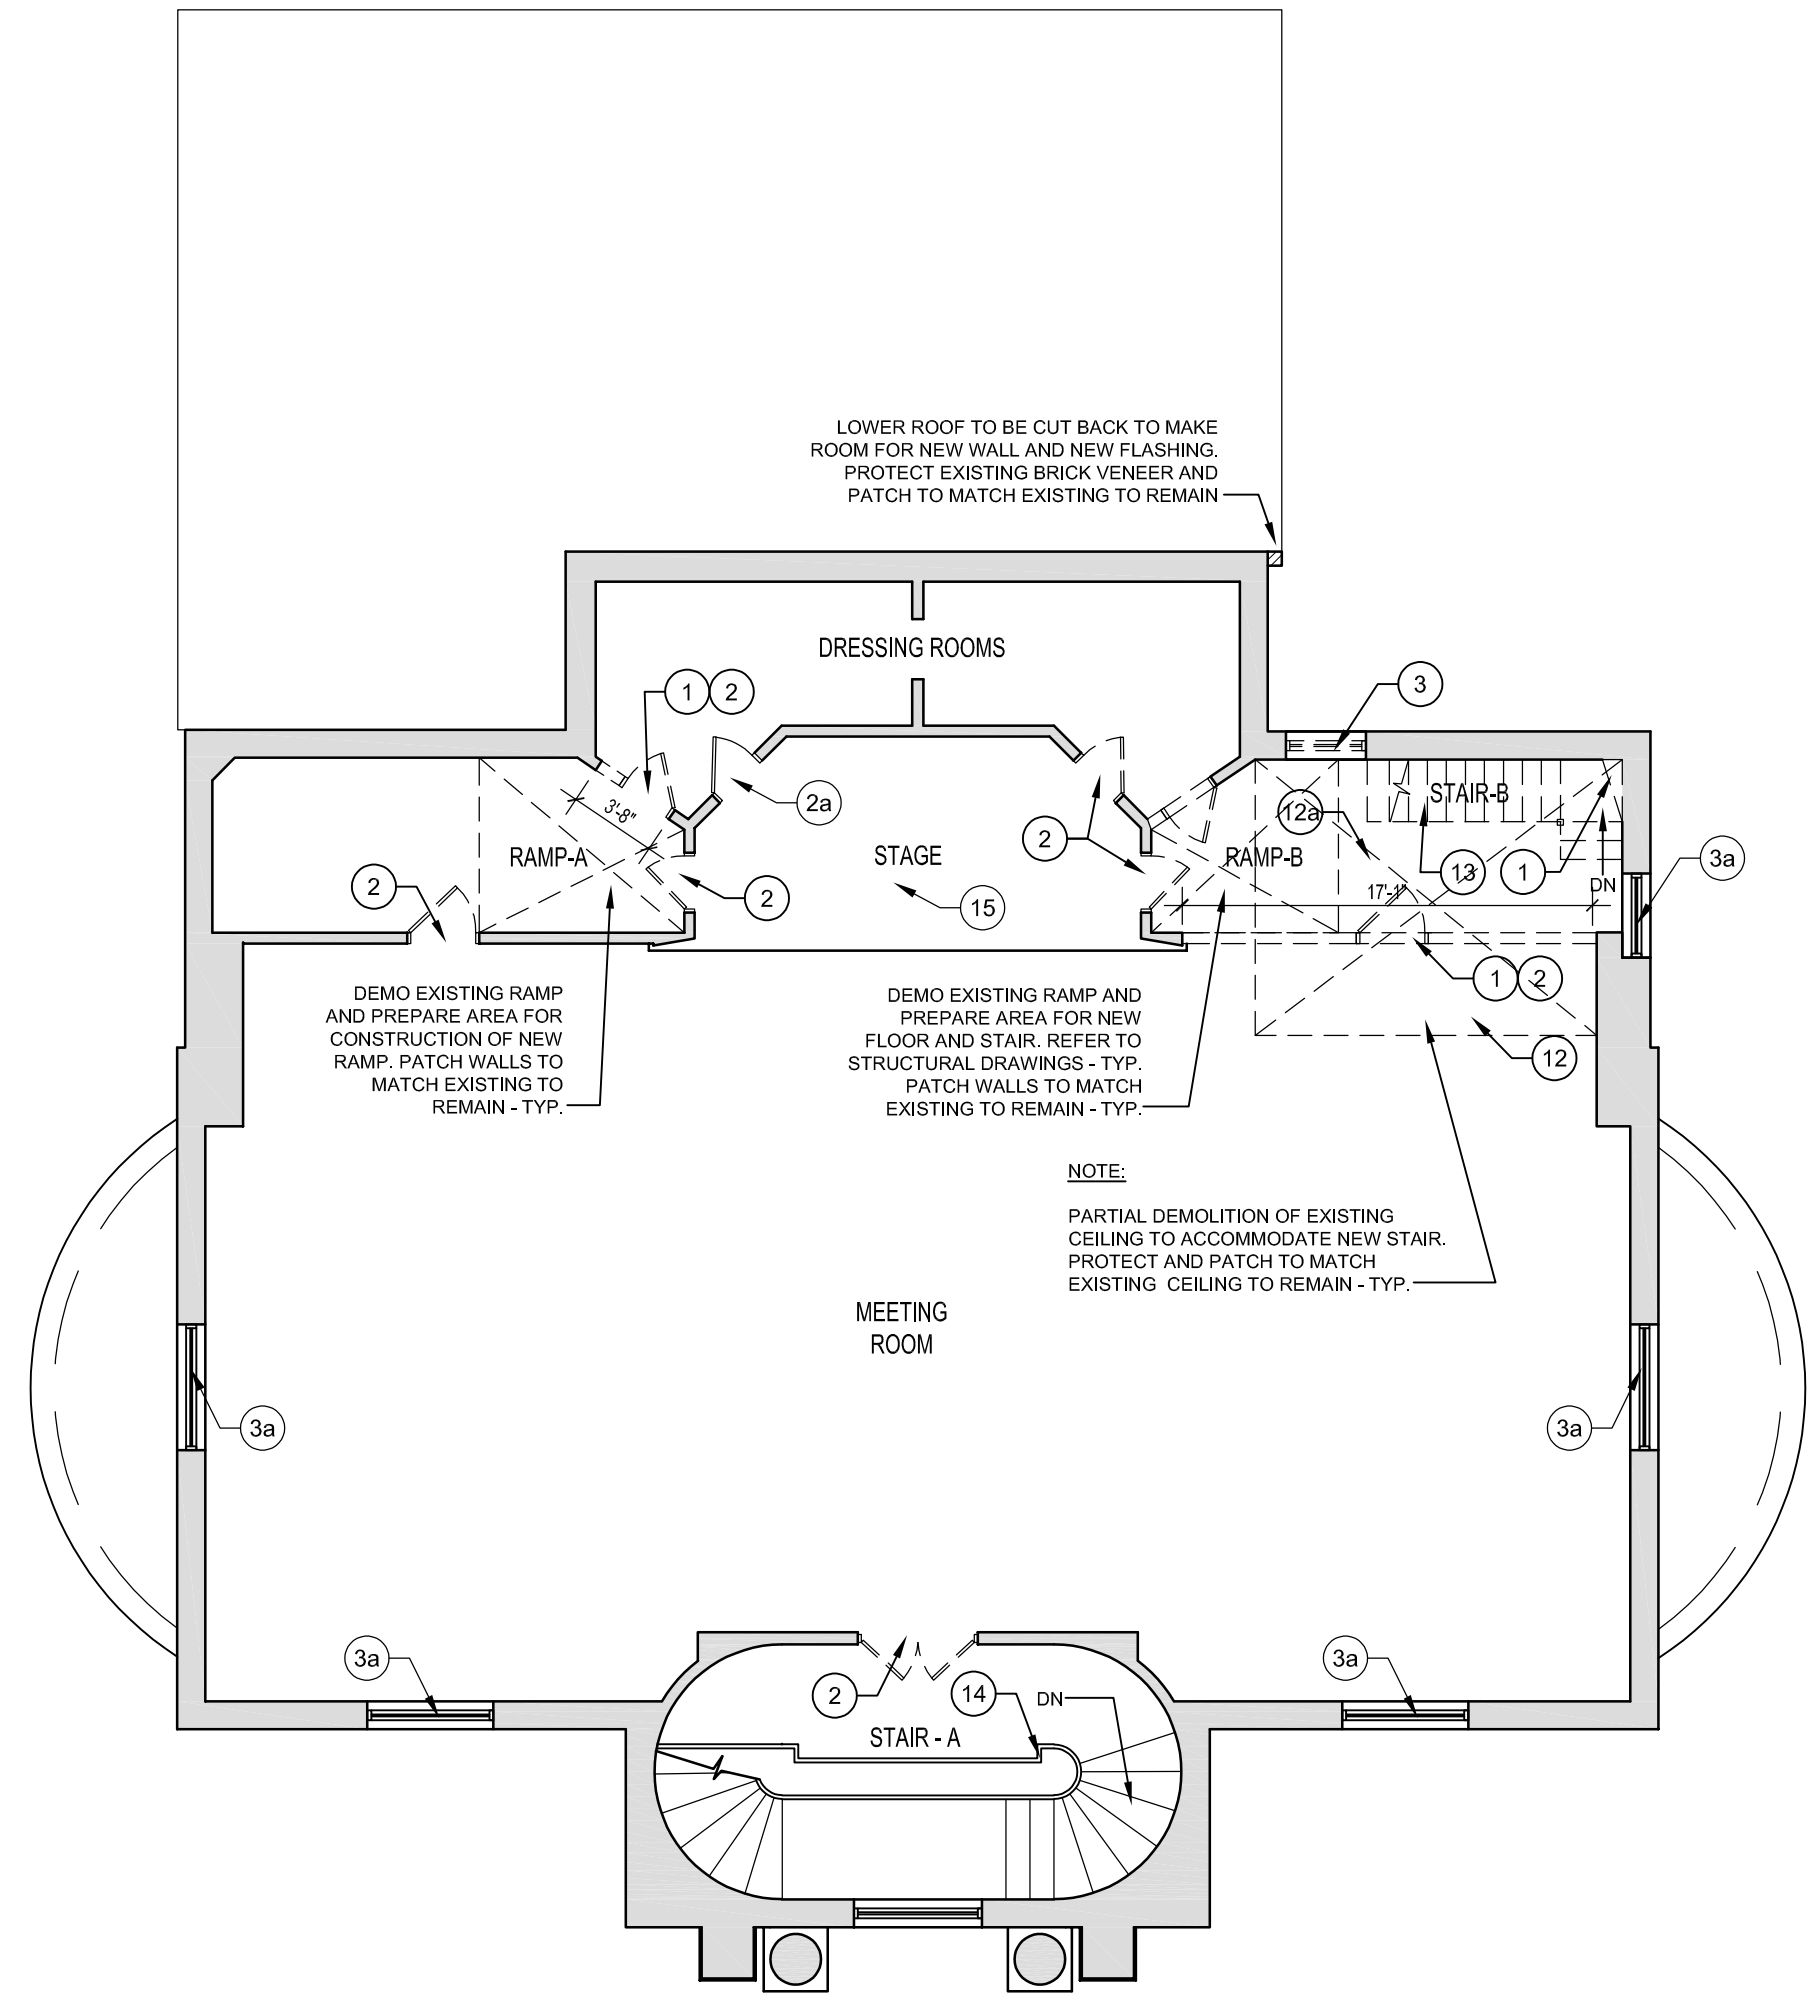 LOWER ROOF TO BE CUT BACK TO MAKE
ROOM FOR NEW WALL AND NEW FLASHING.
PROTECT EXISTING BRICK VENEER AND
PATCH TO MATCH EXISTING TO REMAIN
DRESSING ROOMS
1 2
3
2a
3'-8"
RAMP-A
2
2
STAGE
15
2
RAMP-B
12a
STAIR-B
13
1
DN
3a
17'-1"
1 2
12
DEMO EXISTING RAMP
AND PREPARE AREA FOR
CONSTRUCTION OF NEW
RAMP. PATCH WALLS TO
MATCH EXISTING TO
REMAIN - TYP.
DEMO EXISTING RAMP AND
PREPARE AREA FOR NEW
FLOOR AND STAIR. REFER TO
STRUCTURAL DRAWINGS - TYP.
PATCH WALLS TO MATCH
EXISTING TO REMAIN - TYP.
NOTE:
PARTIAL DEMOLITION OF EXISTING
CEILING TO ACCOMMODATE NEW STAIR.
PROTECT AND PATCH TO MATCH
EXISTING CEILING TO REMAIN - TYP.
MEETING
ROOM
3a
3a
3a
3a
2
14
DN
STAIR - A